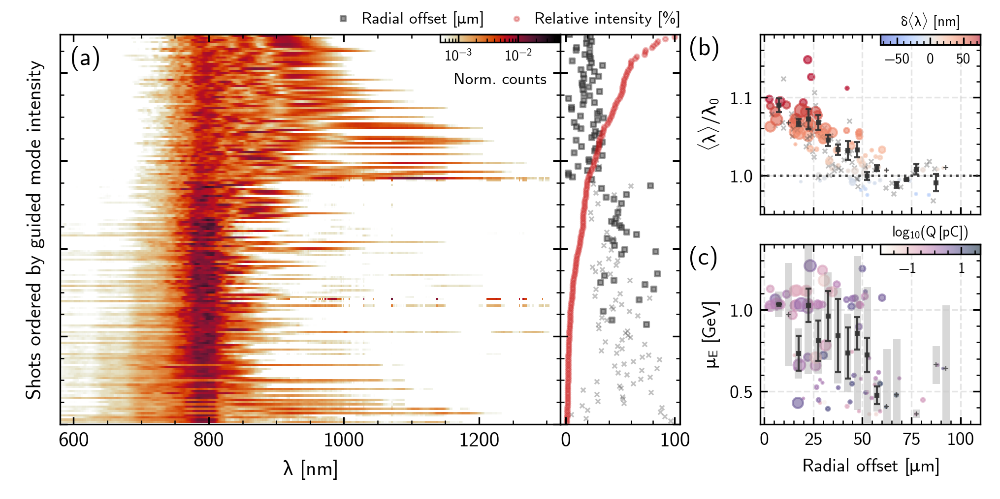 Radial offset [μm]
Relative intensity [%]
(a)
10⁻³ 10⁻²
Norm. counts
Shots ordered by guided mode intensity
600 800 1000 1200
λ [nm]
0 100
(b)
δ⟨λ⟩ [nm]
−50 0 50
⟨λ⟩/λ₀
1.1
1.0
(c)
log₁₀(Q [pC])
−1 1
μE [GeV]
1.0
0.5
0 25 50 75 100
Radial offset [μm]